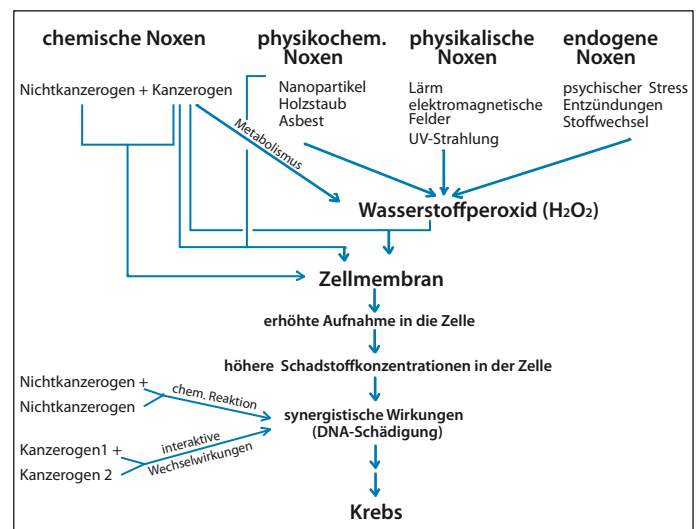 chemische Noxen
physikochem.
Noxen
physikalische
Noxen
endogene
Noxen
Nichtkanzerogen + Kanzerogen
Nanopartikel
Holzstaub
Asbest
Lärm
elektromagnetische
Felder
UV-Strahlung
psychischer Stress
Entzündungen
Stoffwechsel
Metabolismus
Wasserstoffperoxid (H₂O₂)
Zellmembran
erhöhte Aufnahme in die Zelle
höhere Schadstoffkonzentrationen in der Zelle
Nichtkanzerogen +
Nichtkanzerogen
chem. Reaktion
synergistische Wirkungen
(DNA-Schädigung)
Kanzerogen1 +
Kanzerogen 2
interaktive
Wechselwirkungen
Krebs